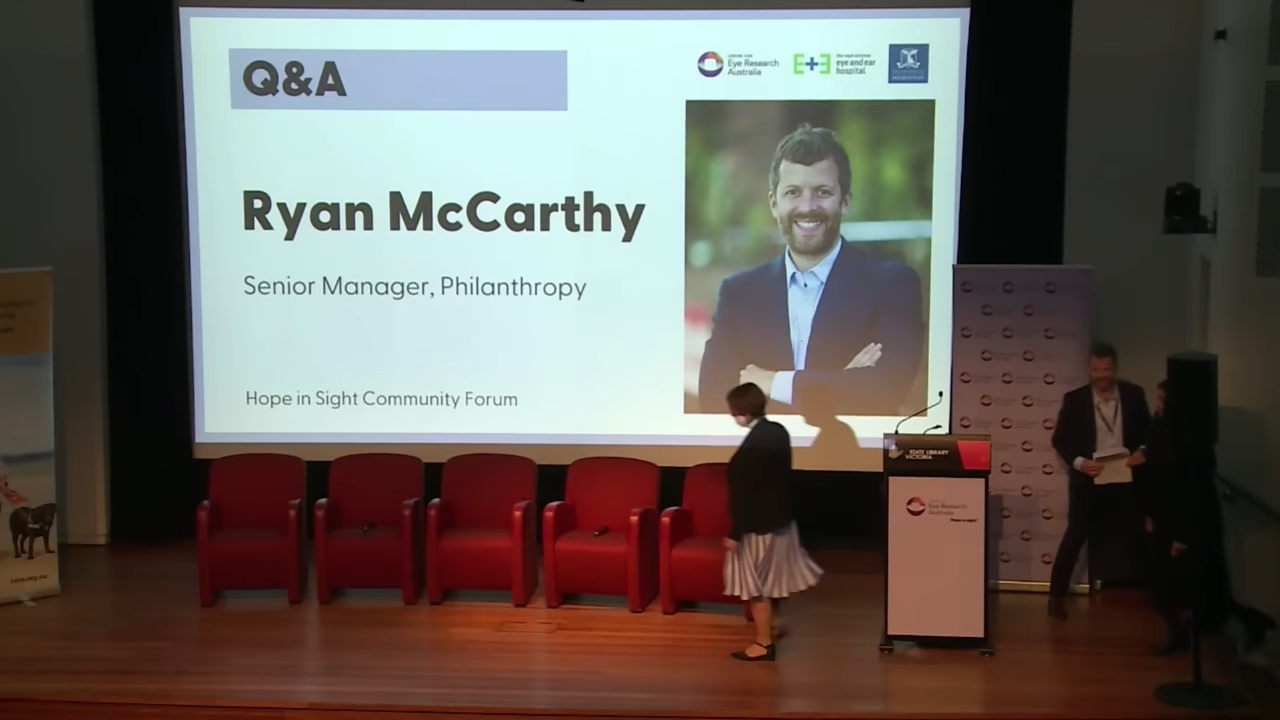 Q&A
Eye Research
Australia
E+E
eye and ear
hospital
Ryan McCarthy
Senior Manager, Philanthropy
Hope in Sight Community Forum
STATE LIBRARY
VICTORIA
Eye Research
Australia